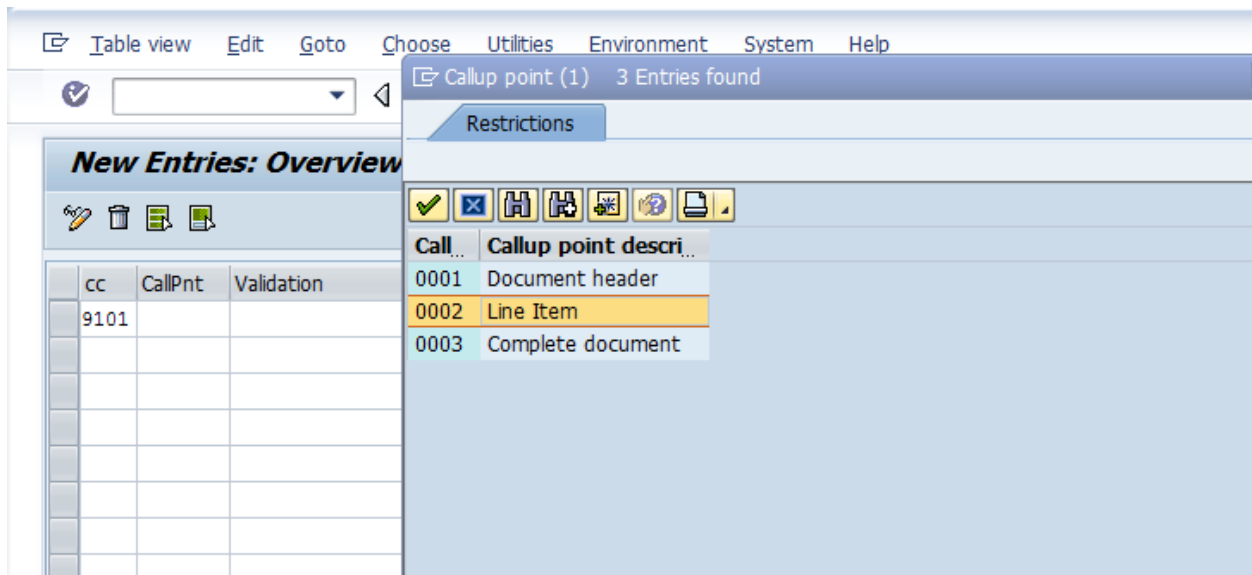 Table view Edit Goto Choose Utilities Environment System Help
Callup point (1) 3 Entries found
Restrictions
New Entries: Overview
Call... Callup point descri...
cc CallPnt Validation
0001 Document header
9101
0002 Line Item
0003 Complete document